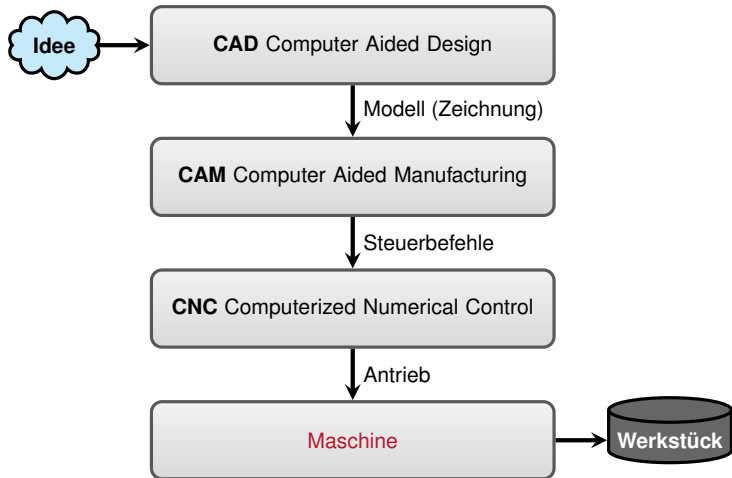 Idee
CAD Computer Aided Design
Modell (Zeichnung)
CAM Computer Aided Manufacturing
Steuerbefehle
CNC Computerized Numerical Control
Antrieb
Maschine
Werkstück